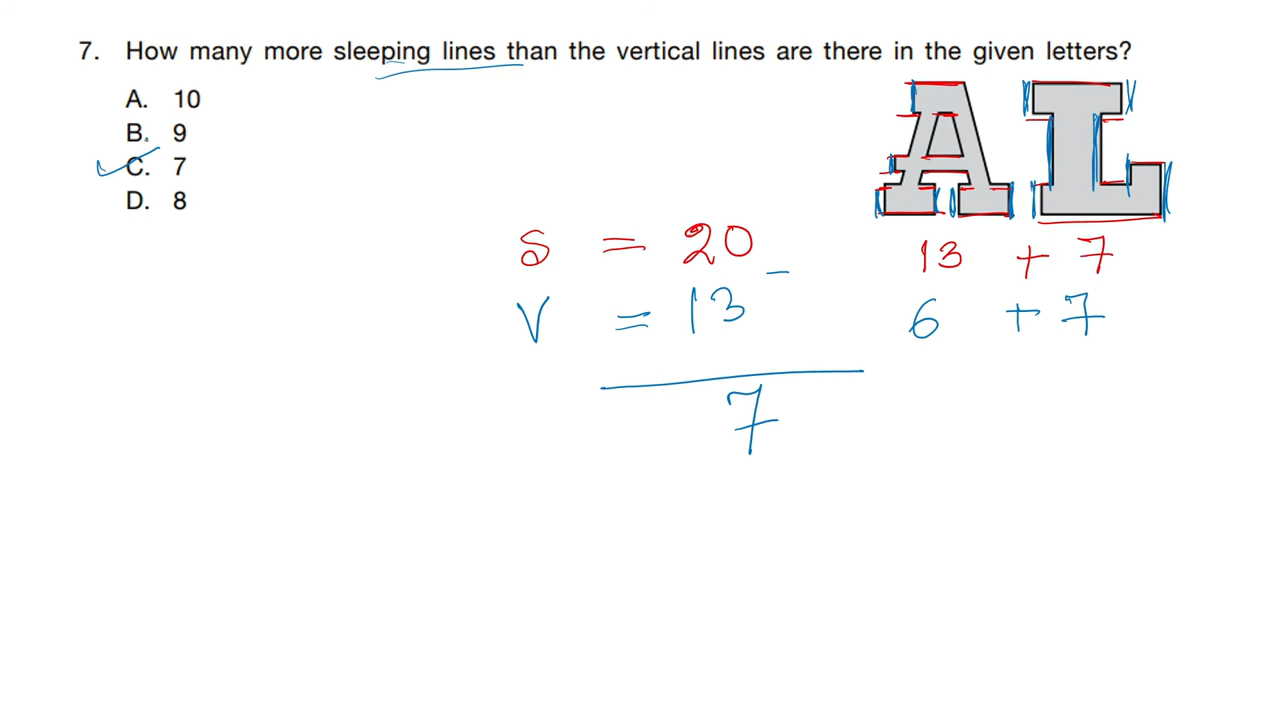 7. How many more sleeping lines than the vertical lines are there in the given letters?
A. 10
B. 9
C. 7
D. 8
AL
S = 20 -
13 + 7
V = 13
6 + 7
7